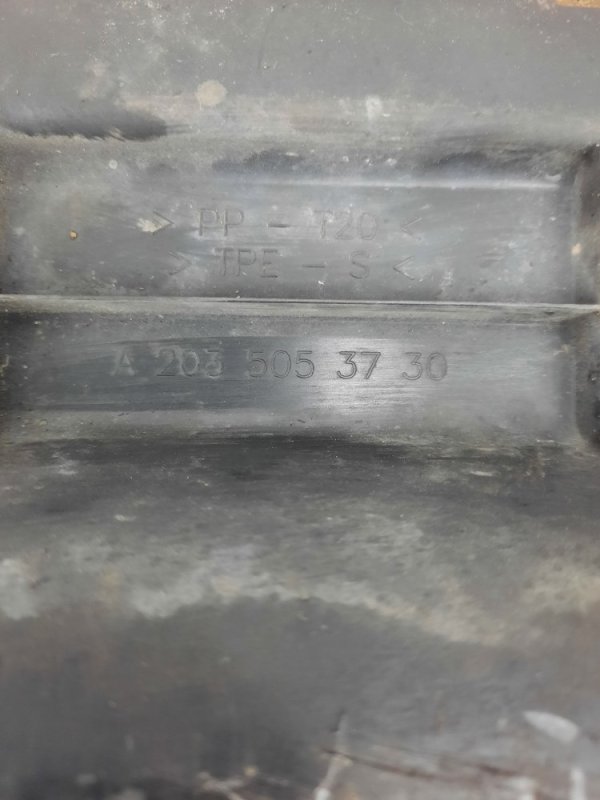 > PP - T20 <
> TPE - S <
A 203 505 37 30